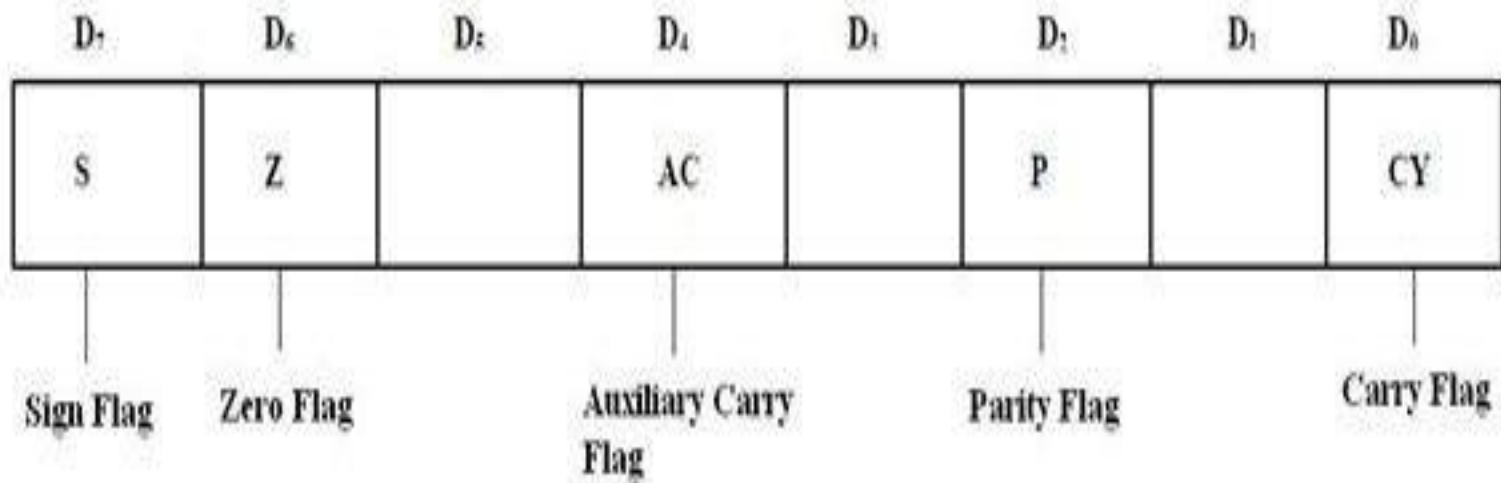 D₇ D₆ D₅ D₄ D₃ D₂ D₁ D₀
S Z AC P CY
Sign Flag Zero Flag Auxiliary Carry Flag Parity Flag Carry Flag